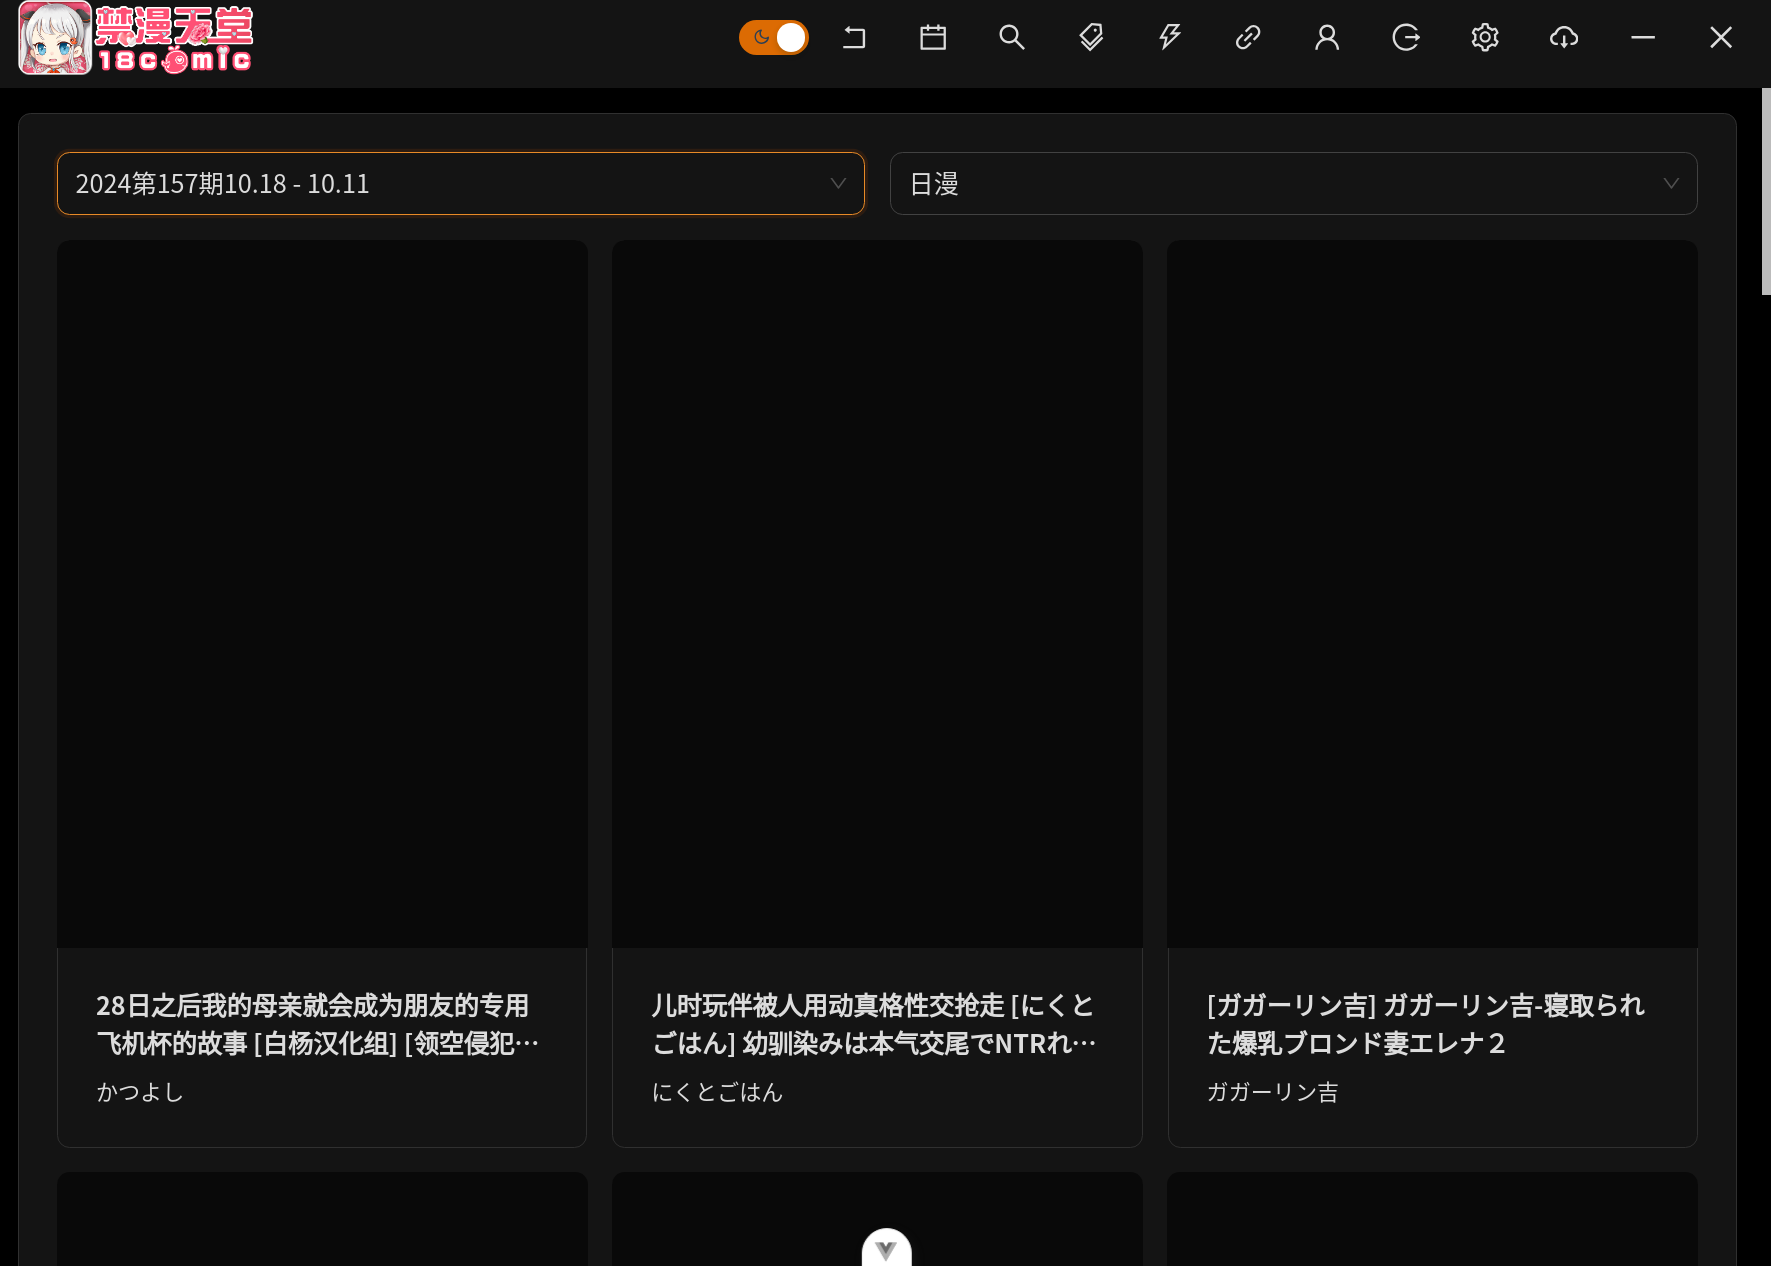 禁漫天堂
18comic
2024第157期10.18 - 10.11
日漫
28日之后我的母亲就会成为朋友的专用
飞机杯的故事 [白杨汉化组] [领空侵犯…
かつよし
儿时玩伴被人用动真格性交抢走 [にくと
ごはん] 幼馴染みは本気交尾でNTRれ…
にくとごはん
[ガガーリン吉] ガガーリン吉-寝取られ
た爆乳ブロンド妻エレナ２
ガガーリン吉